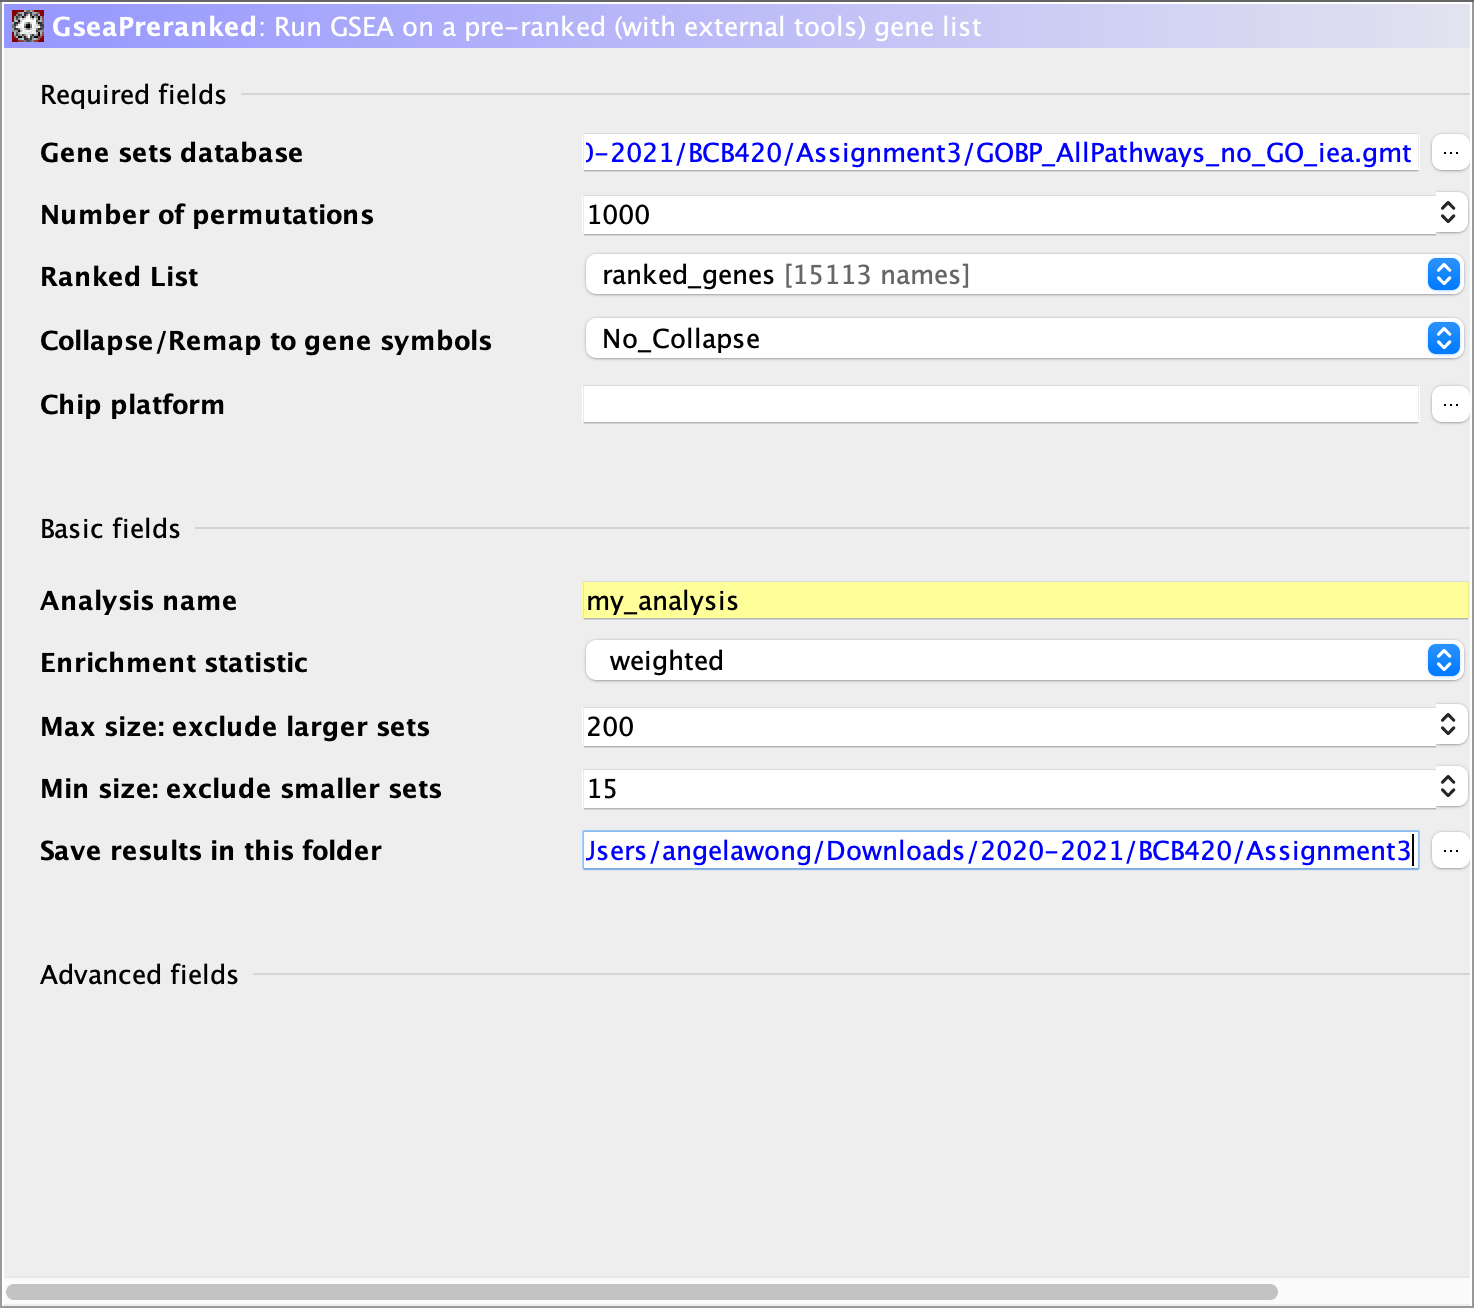 GseaPreranked: Run GSEA on a pre-ranked (with external tools) gene list
Required fields
Gene sets database 0-2021/BCB420/Assignment3/GOBP_AllPathways_no_GO_iea.gmt ...
Number of permutations 1000
Ranked List ranked_genes [15113 names]
Collapse/Remap to gene symbols No_Collapse
Chip platform ...
Basic fields
Analysis name my_analysis
Enrichment statistic weighted
Max size: exclude larger sets 200
Min size: exclude smaller sets 15
Save results in this folder Users/angelawong/Downloads/2020-2021/BCB420/Assignment3 ...
Advanced fields